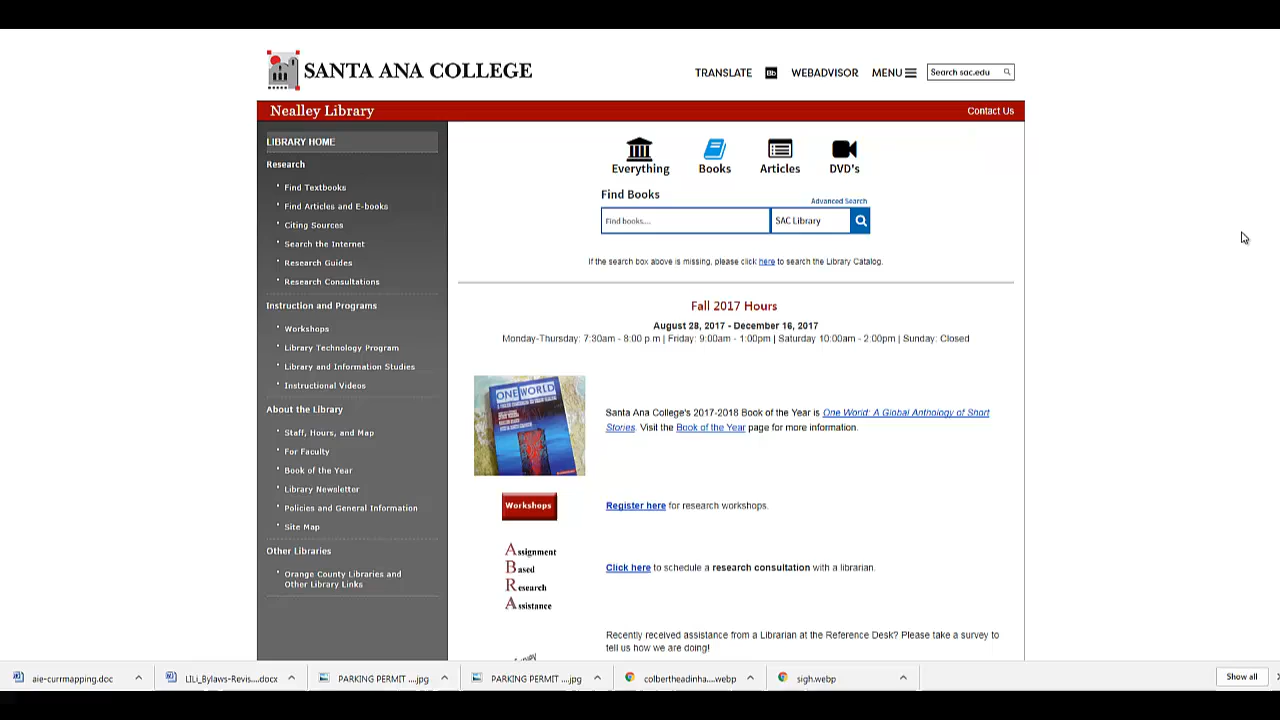 SANTA ANA COLLEGE
TRANSLATE Bb WEBADVISOR MENU Search sac.edu
Nealley Library Contact Us
LIBRARY HOME
Research
Find Textbooks
Find Articles and E-books
Citing Sources
Search the Internet
Research Guides
Research Consultations
Instruction and Programs
Workshops
Library Technology Program
Library and Information Studies
Instructional Videos
About the Library
Staff, Hours, and Map
For Faculty
Book of the Year
Library Newsletter
Policies and General Information
Site Map
Other Libraries
Orange County Libraries and
Other Library Links
Everything Books Articles DVD's
Find Books
Advanced Search
Find books.... SAC Library
If the search box above is missing, please click here to search the Library Catalog.
Fall 2017 Hours
August 28, 2017 - December 16, 2017
Monday-Thursday: 7:30am - 8:00 p.m | Friday: 9:00am - 1:00pm | Saturday 10:00am - 2:00pm | Sunday: Closed
ONE WORLD
Santa Ana College's 2017-2018 Book of the Year is One World: A Global Anthology of Short
Stories. Visit the Book of the Year page for more information.
Workshops
Register here for research workshops.
Assignment
Based
Research
Assistance
Click here to schedule a research consultation with a librarian.
Recently received assistance from a Librarian at the Reference Desk? Please take a survey to
tell us how we are doing!
aie-currmapping.doc
LILi_Bylaws-Revis....docx
PARKING PERMIT ....jpg
PARKING PERMIT ....jpg
colbertheadinha....webp
sigh.webp
Show all